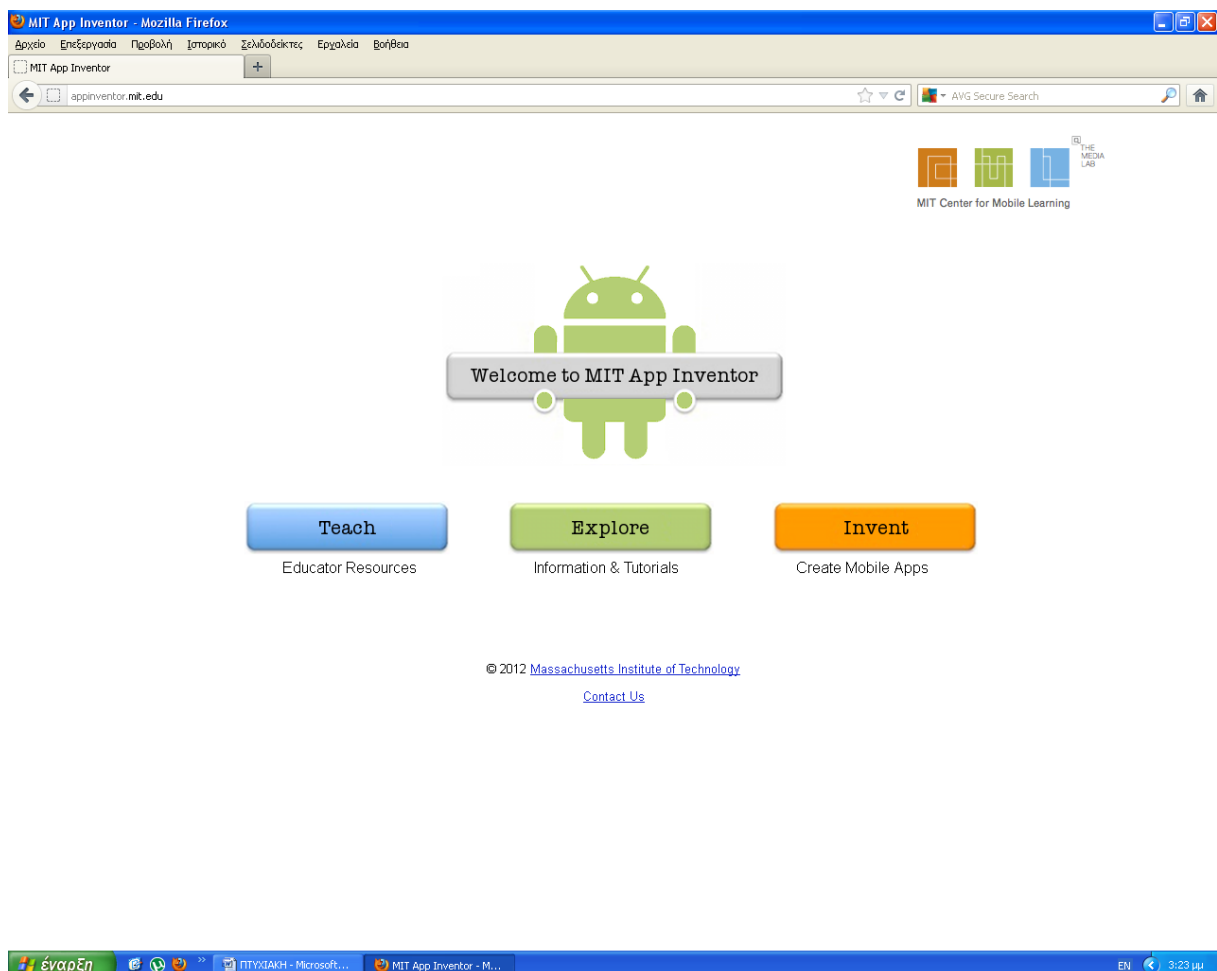 MIT App Inventor - Mozilla Firefox
Αρχείο Επεξεργασία Προβολή Ιστορικό Σελιδοδείκτες Εργαλεία Βοήθεια
MIT App Inventor
appinventor.mit.edu
AVG Secure Search
THE
MEDIA
LAB
MIT Center for Mobile Learning
Welcome to MIT App Inventor
Teach Explore Invent
Educator Resources Information & Tutorials Create Mobile Apps
© 2012 Massachusetts Institute of Technology
Contact Us
έναρξη ΠΤΥΧΙΑΚΗ - Microsoft... MIT App Inventor - M... EN 3:23 μμ